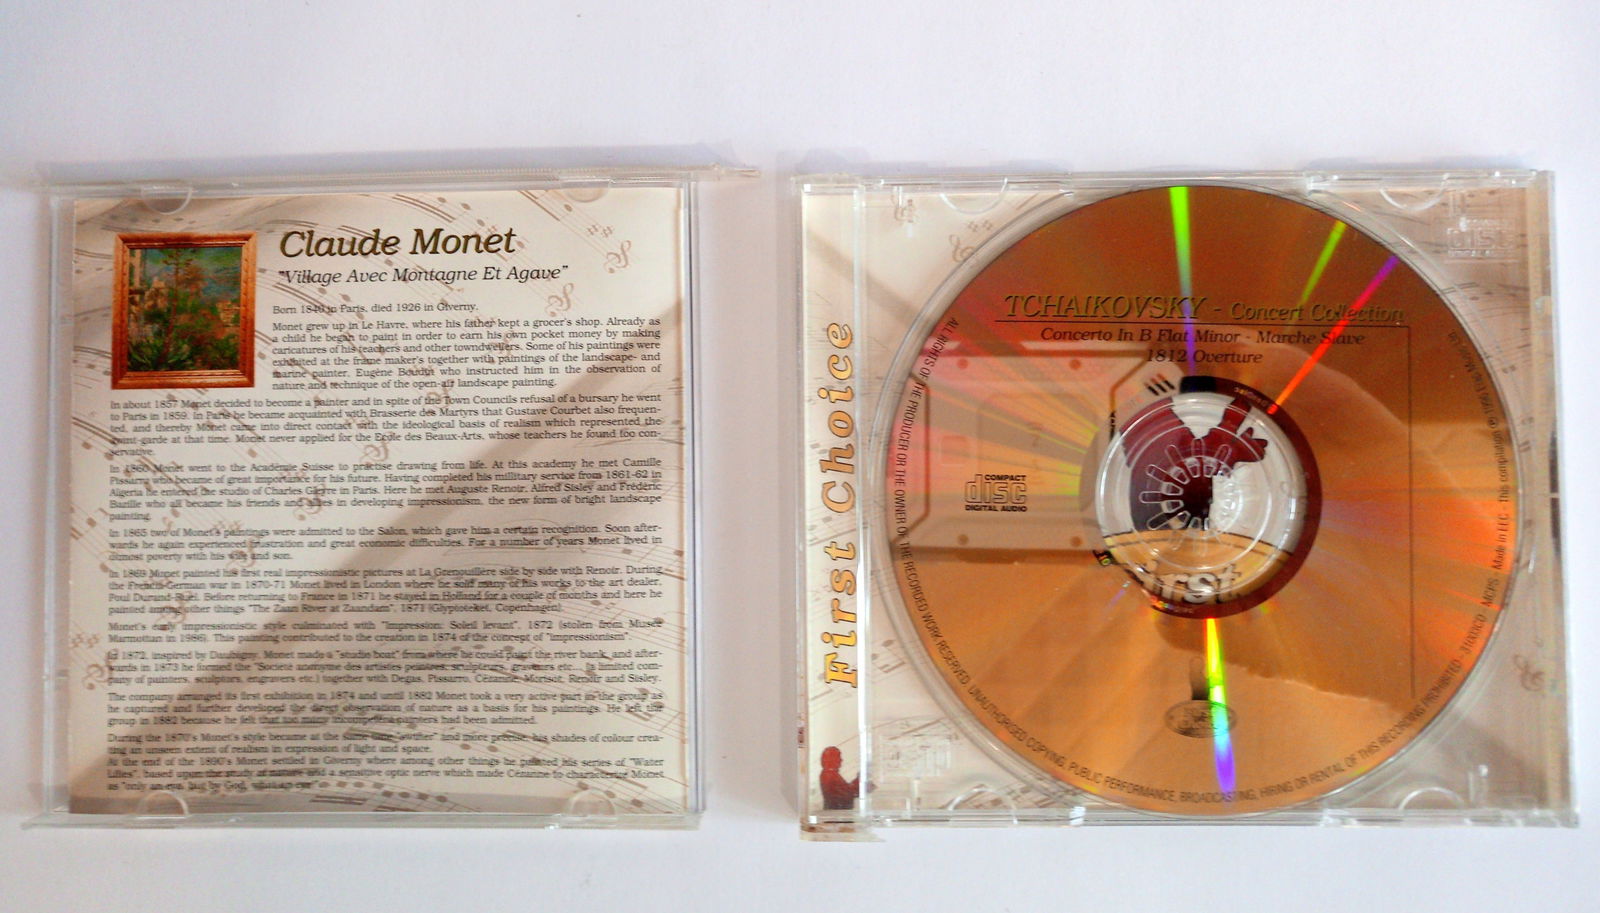 Claude Monet
"Village Avec Montagne Et Agave"
Born 1840 in Paris, died 1926 in Giverny.
Monet grew up in Le Havre, where his father kept a grocer's shop. Already as
a child he began to paint in order to earn his own pocket money by making
caricatures of his teachers and other towndwellers. Some of his paintings were
exhibited at the frame maker's together with paintings of the landscape- and
marine painter. Eugène Boudin who instructed him in the observation of
nature and technique of the open-air landscape painting.
In about 1857 Monet decided to become a painter and in spite of the Town Councils refusal of a bursary he went
to Paris in 1859. In Paris he became acquainted with Brasserie des Martyrs that Gustave Courbet also frequen-
ted, and thereby Monet came into direct contact with the ideological basis of realism which represented the
avant-garde at that time. Monet never applied for the Ecole des Beaux-Arts, whose teachers he found too con-
servative.
In 1860 Monet went to the Académie Suisse to practise drawing from life. At this academy he met Camille
Pissarro who became of great importance for his future. Having completed his military service from 1861-62 in
Algeria he entered the studio of Charles Gleyre in Paris. Here he met Auguste Renoir, Alfred Sisley and Fréderic
Bazille who all became his friends and allies in developing impressionism, the new form of bright landscape
painting.
In 1865 two of Monet's paintings were admitted to the Salon, which gave him a certain recognition. Soon after-
wards he again experienced frustration and great economic difficulties. For a number of years Monet lived in
almost poverty with his wife and son.
In 1869 Monet painted his first real impressionistic pictures at La Grenouillère side by side with Renoir. During
the French-German war in 1870-71 Monet lived in London where he sold many of his works to the art dealer,
Poul Durand-Ruel. Before returning to France in 1871 he stayed in Holland for a couple of months and here he
painted among other things "The Zaan River at Zaandam", 1871 (Glyptoteket, Copenhagen).
Monet's early impressionistic style culminated with "Impression: Soleil levant", 1872 (stolen from Museé
Marmottan in 1986). This painting contributed to the creation in 1874 of the concept of "impressionism".
In 1872, inspired by Daubigny, Monet made a "studio boat" from where he could paint the river bank, and after-
wards in 1873 he formed the "Societé anonyme des artisties peintres, sculpteurs, graveurs etc... (a limited com-
pany of painters, sculptors, engravers etc.) together with Degas, Pissarro, Cézanne, Morisot, Renoir and Sisley.
The company arranged its first exhibition in 1874 and until 1882 Monet took a very active part in the group as
he captured and further developed the direct observation of nature as a basis for his paintings. He left the
group in 1882 because he felt that too many incompetent painters had been admitted.
During the 1870's Monet's style became at the same time "swifter" and more precise, his shades of colour crea-
ting an unseen extent of realism in expression of light and space.
At the end of the 1890's Monet settled in Giverny where among other things he painted his series of "Water
Lilies", based upon the study of nature and a sensitive optic nerve which made Cézanne to characterize Monet
as "only an eye, but by God, what an eye"
First Choice
TCHAIKOVSKY - Concert Collection
Concerto In B Flat Minor - Marche Slave
1812 Overture
COMPACT
disc
DIGITAL AUDIO
First
ALL RIGHTS OF THE PRODUCER OR THE OWNER OF THE RECORDED WORK RESERVED. UNAUTHORISED COPYING, PUBLIC PERFORMANCE, BROADCASTING, HIRING OR RENTAL OF THIS RECORDING PROHIBITED - 31003CD - MCPS - Made in EEC - This compilation